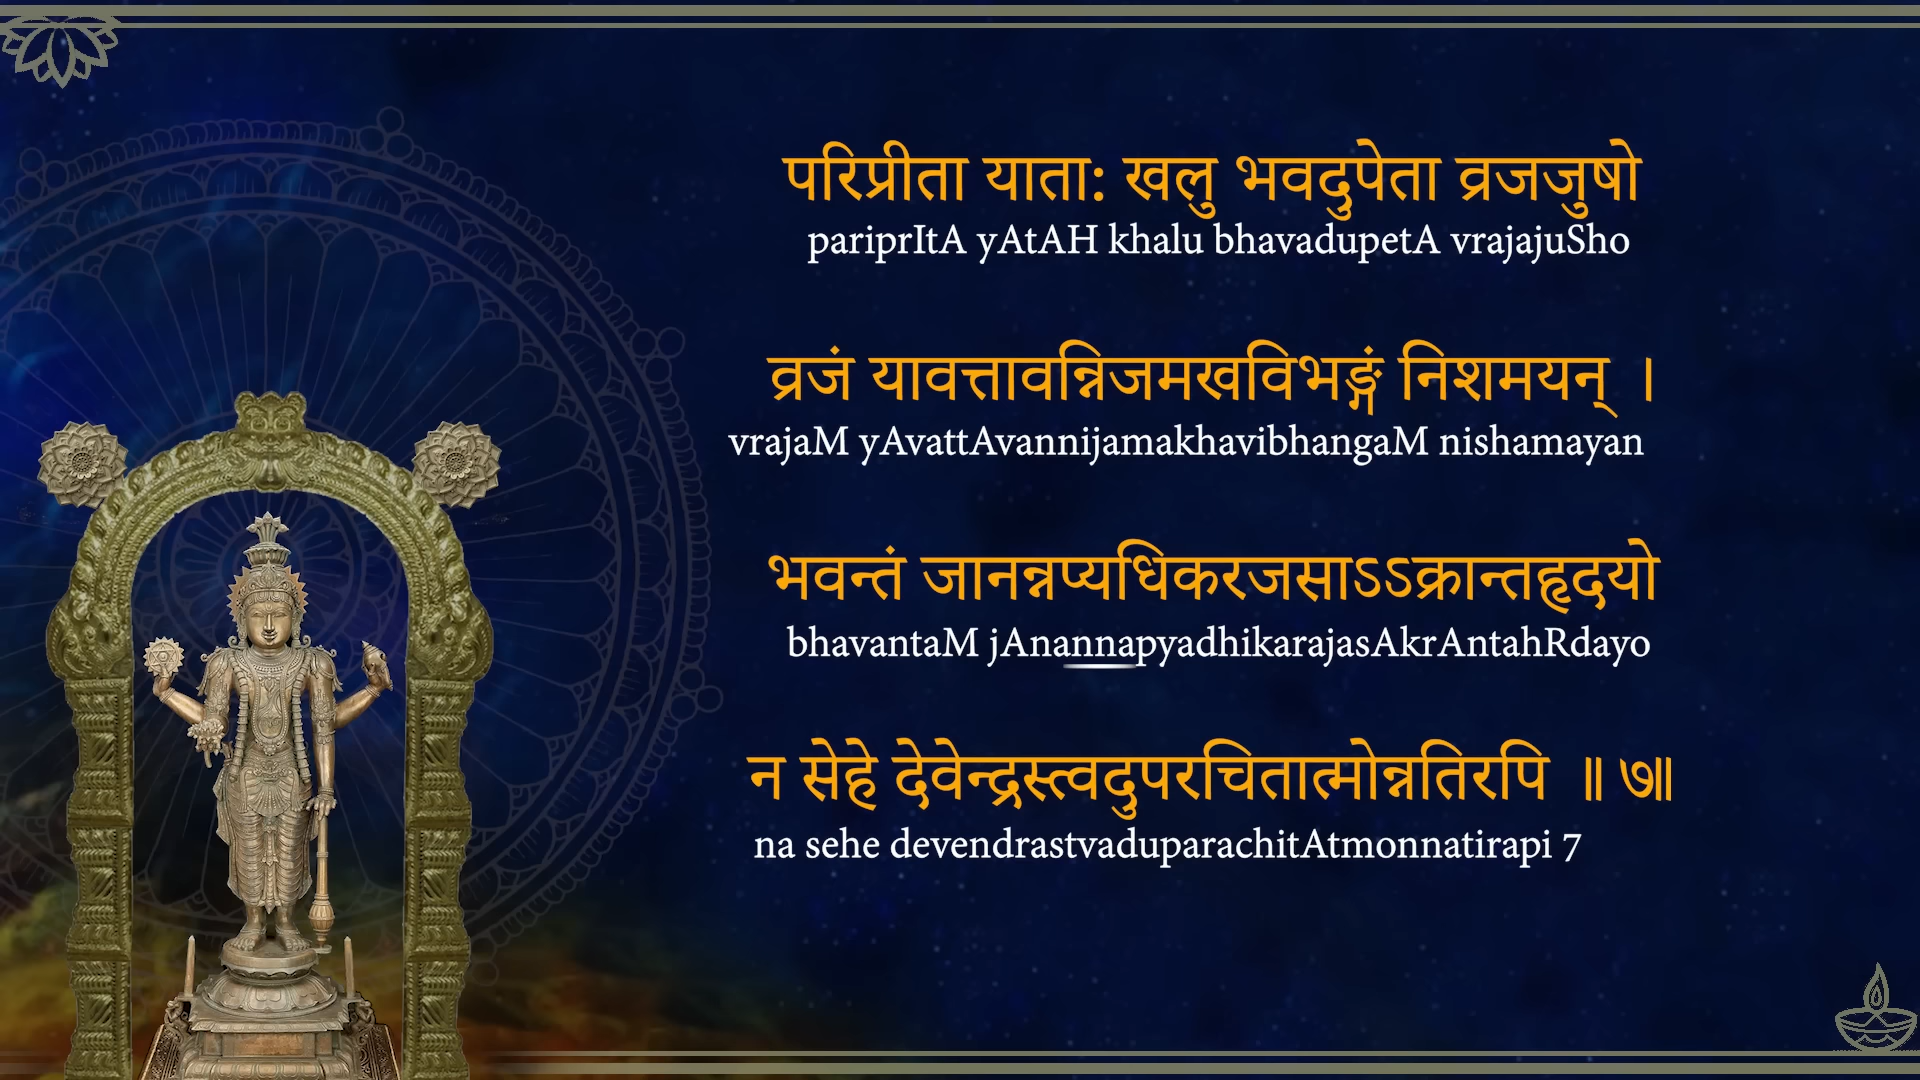 परिप्रीता याता: खलु भवदुपेता व्रजजुषो
pariprItA yAtAH khalu bhavadupetA vrajajuSho
व्रजं यावत्तावन्निजमखविभङ्गं निशमयन् ।
vrajaM yAvattAvannijamakhavibhangaM nishamayan
भवन्तं जानन्नप्यधिकरजसाऽऽक्रान्तहृदयो
bhavantaM jAnannapyadhikarajasAkrAntahRdayo
न सेहे देवेन्द्रस्त्वदुपरचितात्मोन्नतिरपि ॥ ७॥
na sehe devendrastvaduparachitAtmonnatirapi 7